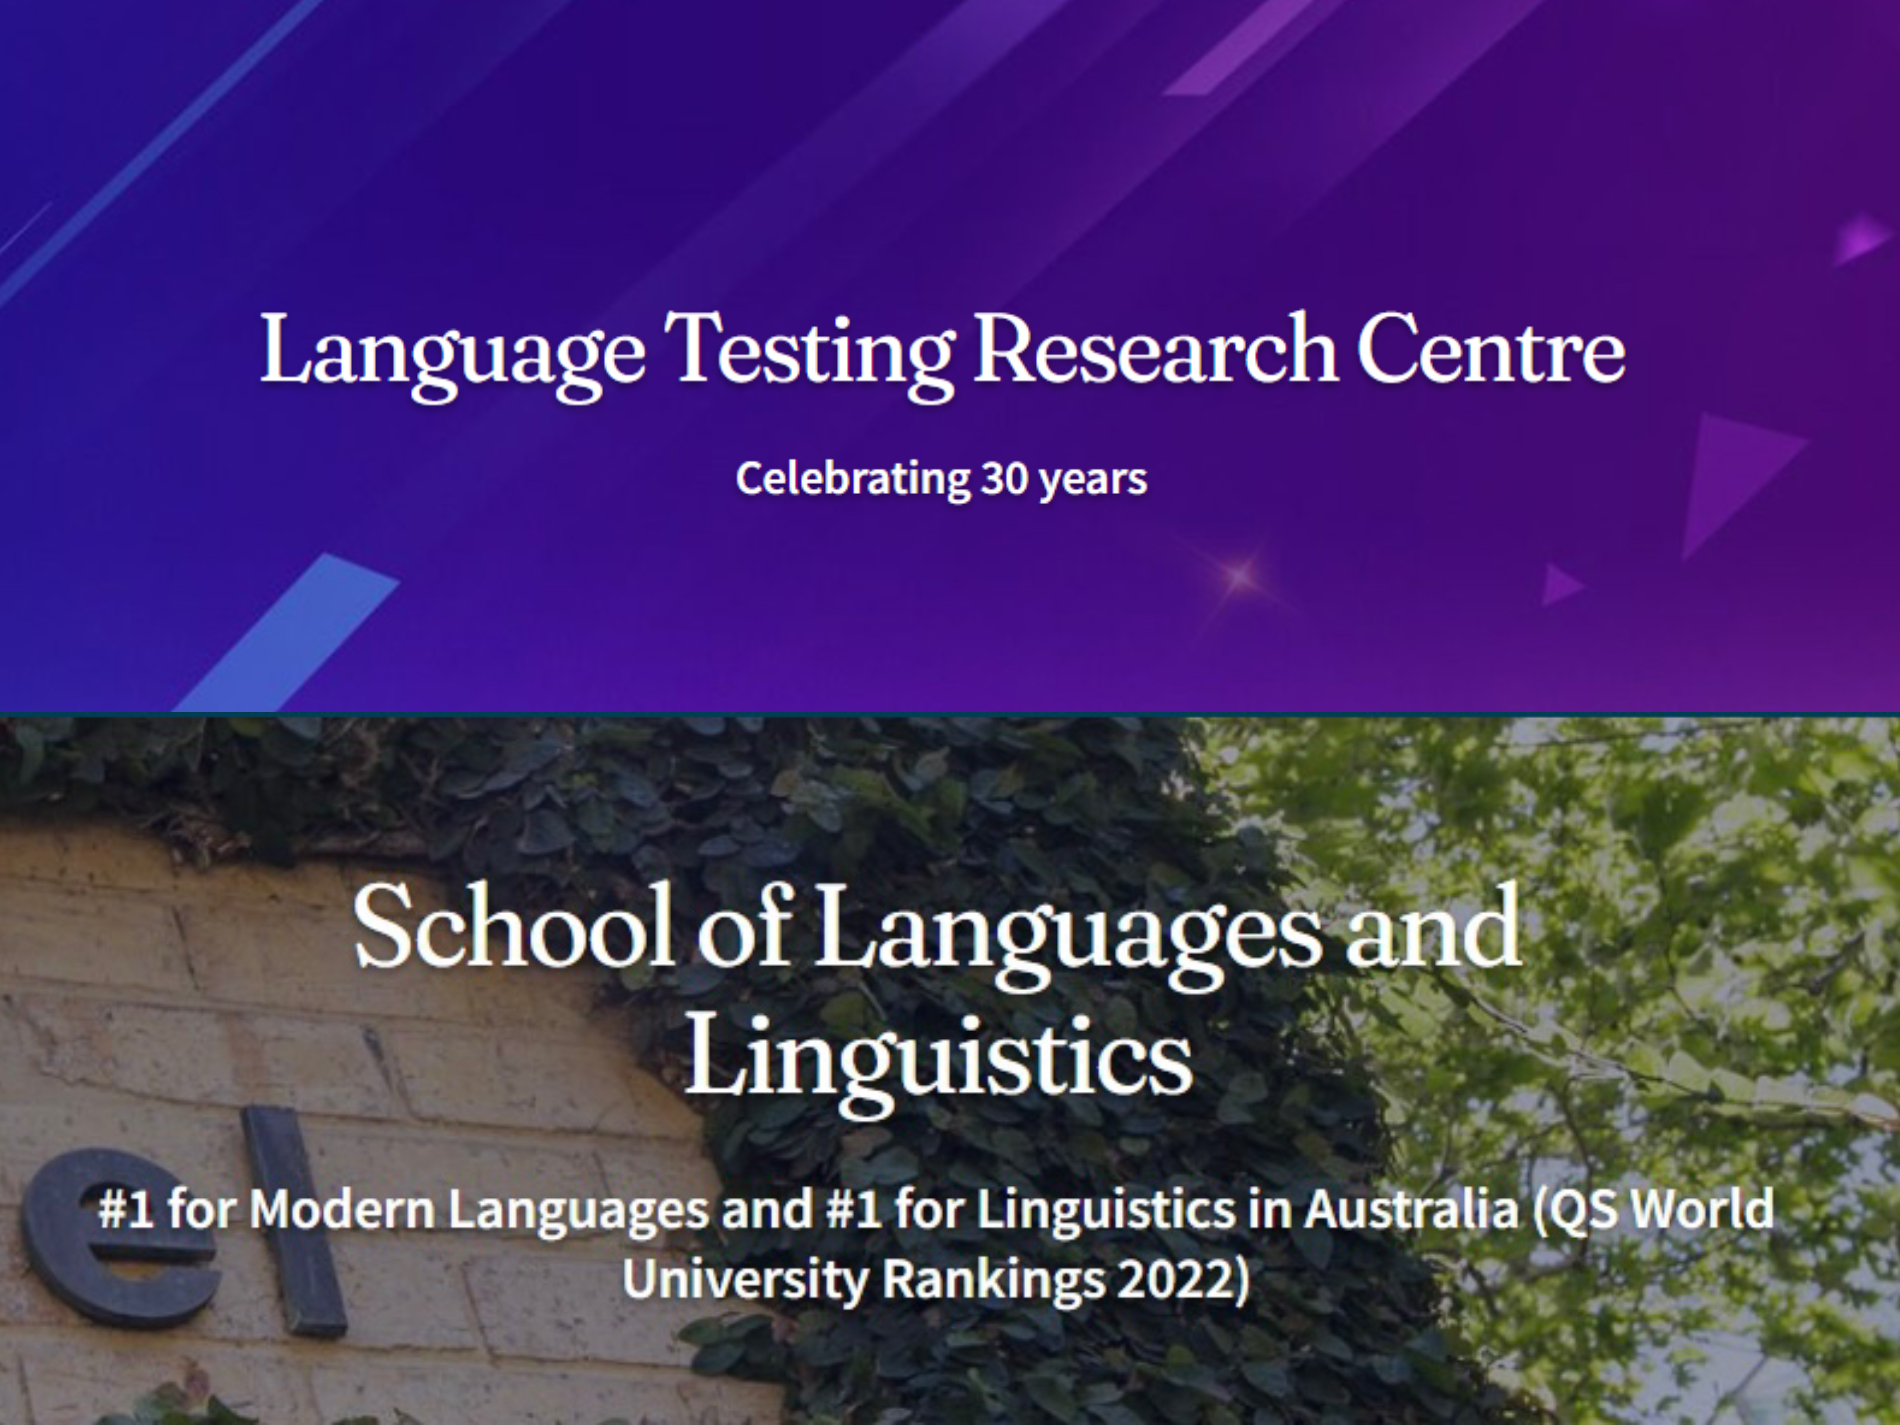 Language Testing Research Centre
Celebrating 30 years
School of Languages and
Linguistics
el
#1 for Modern Languages and #1 for Linguistics in Australia (QS World
University Rankings 2022)